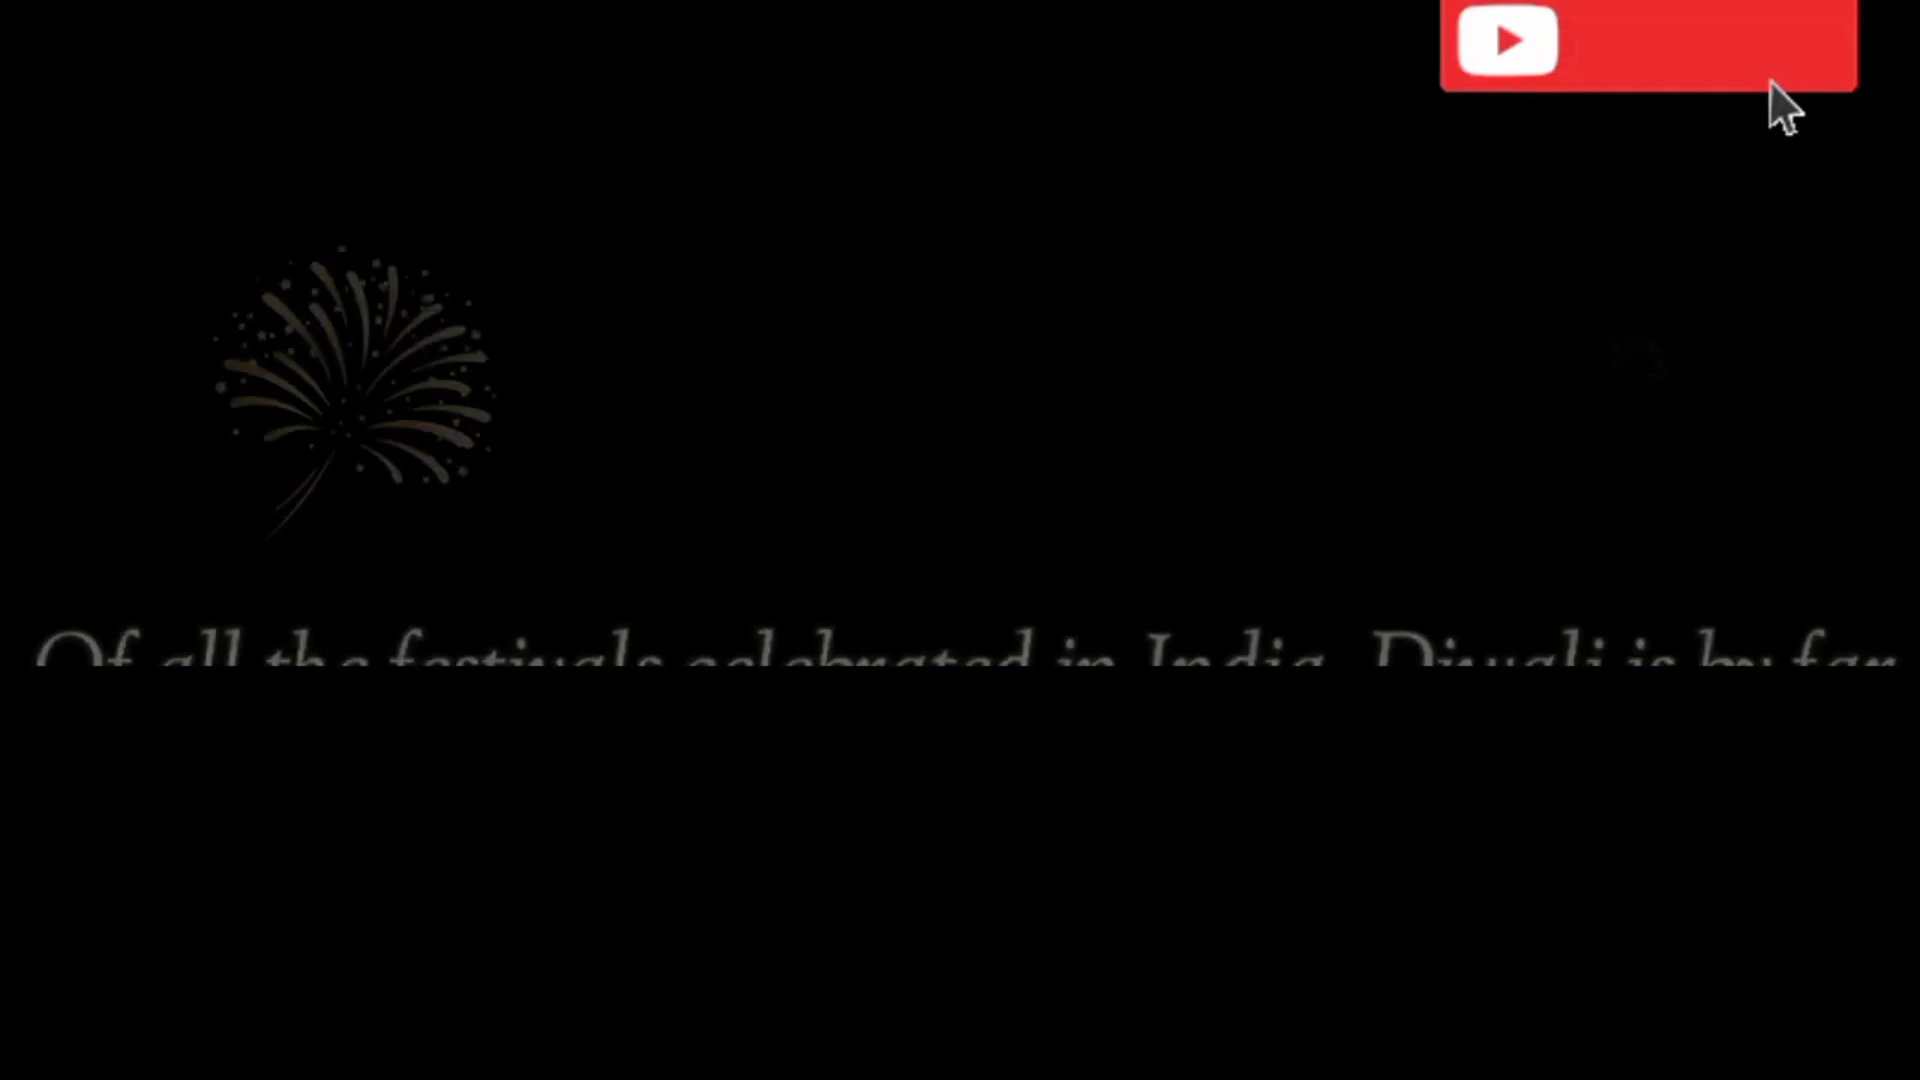 Of all the festivals celebrated in India, Diwali is by far